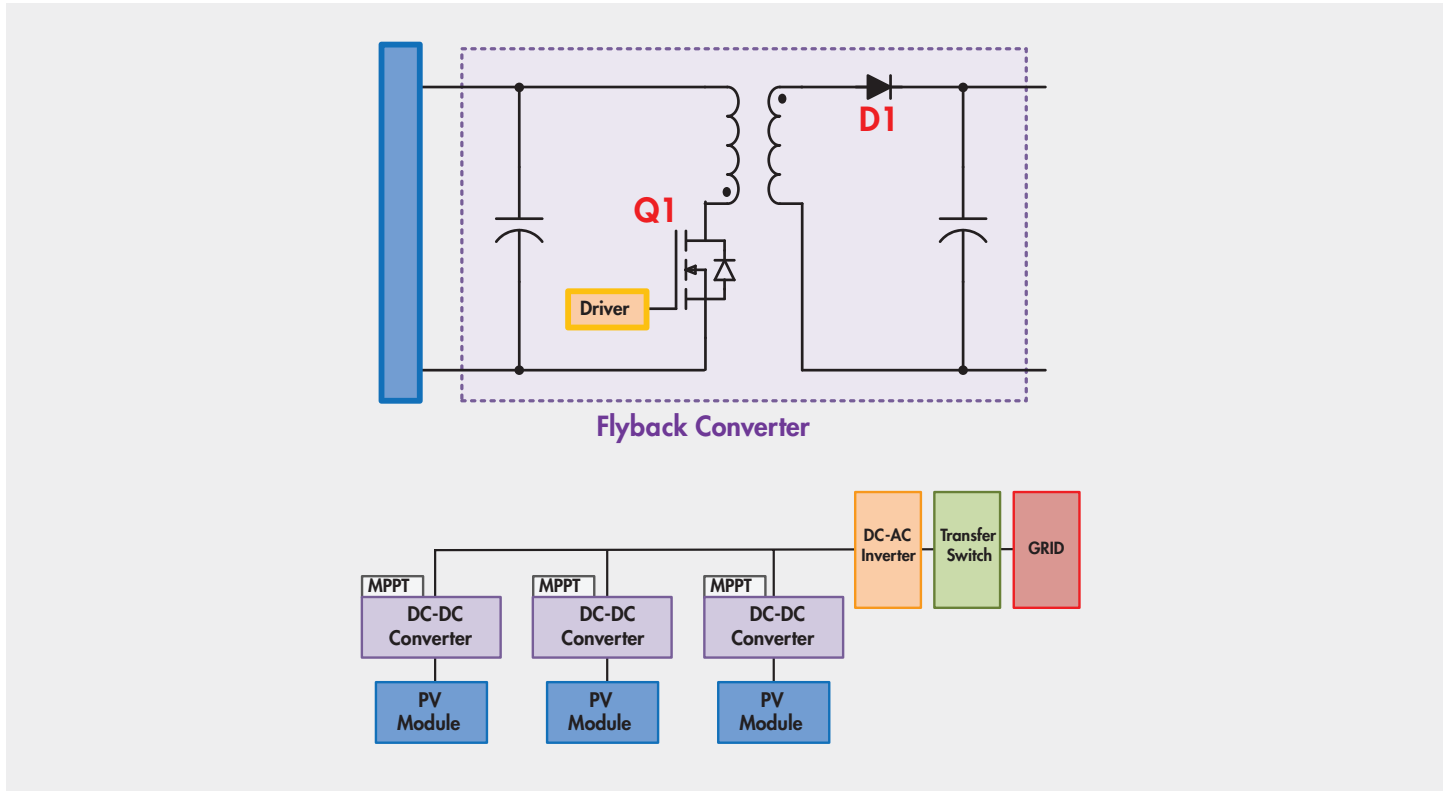 D1
Q1
Driver
Flyback Converter
DC-AC
Inverter
Transfer
Switch
GRID
MPPT
MPPT
MPPT
DC-DC
Converter
DC-DC
Converter
DC-DC
Converter
PV
Module
PV
Module
PV
Module